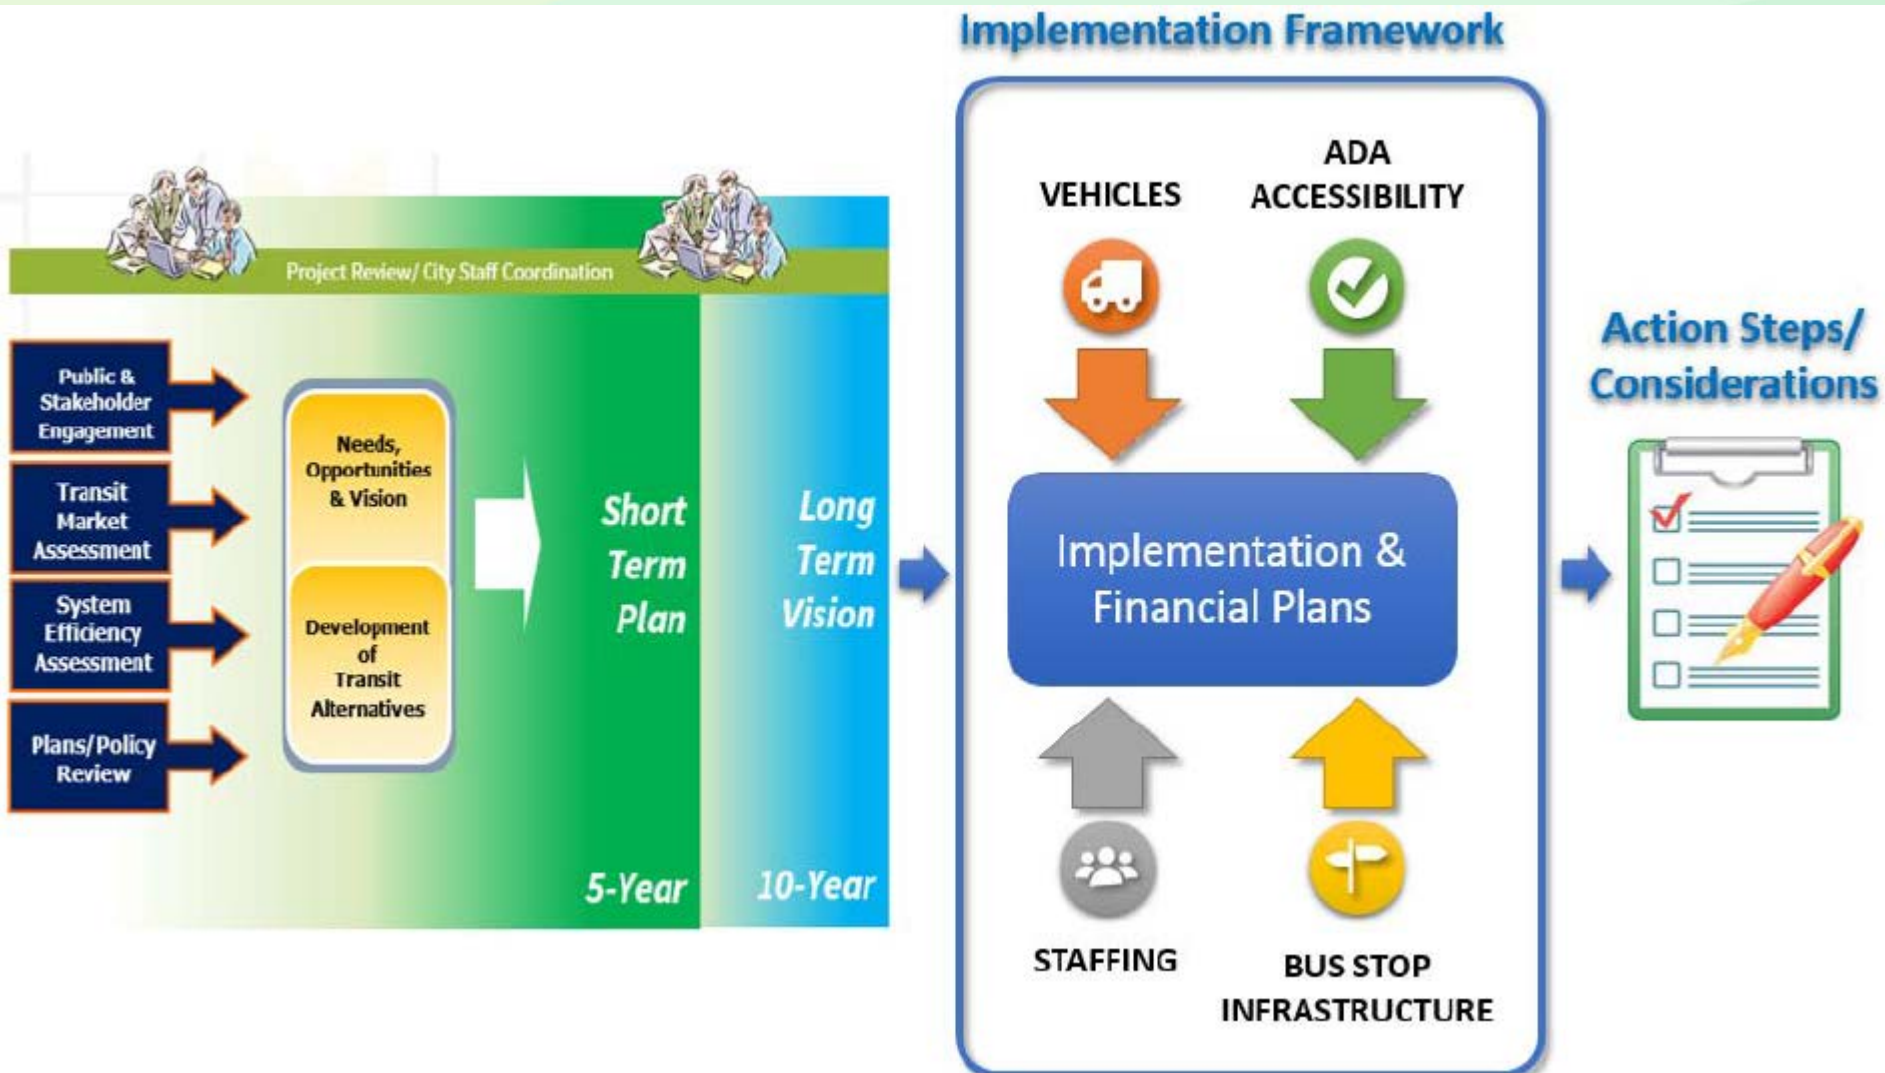 Implementation Framework
Project Review/ City Staff Coordination
Public &
Stakeholder
Engagement
Transit
Market
Assessment
System
Efficiency
Assessment
Plans/Policy
Review
Needs,
Opportunities
& Vision
Development
of
Transit
Alternatives
Short
Term
Plan
5-Year
Long
Term
Vision
10-Year
VEHICLES
ADA
ACCESSIBILITY
Implementation &
Financial Plans
STAFFING
BUS STOP
INFRASTRUCTURE
Action Steps/
Considerations